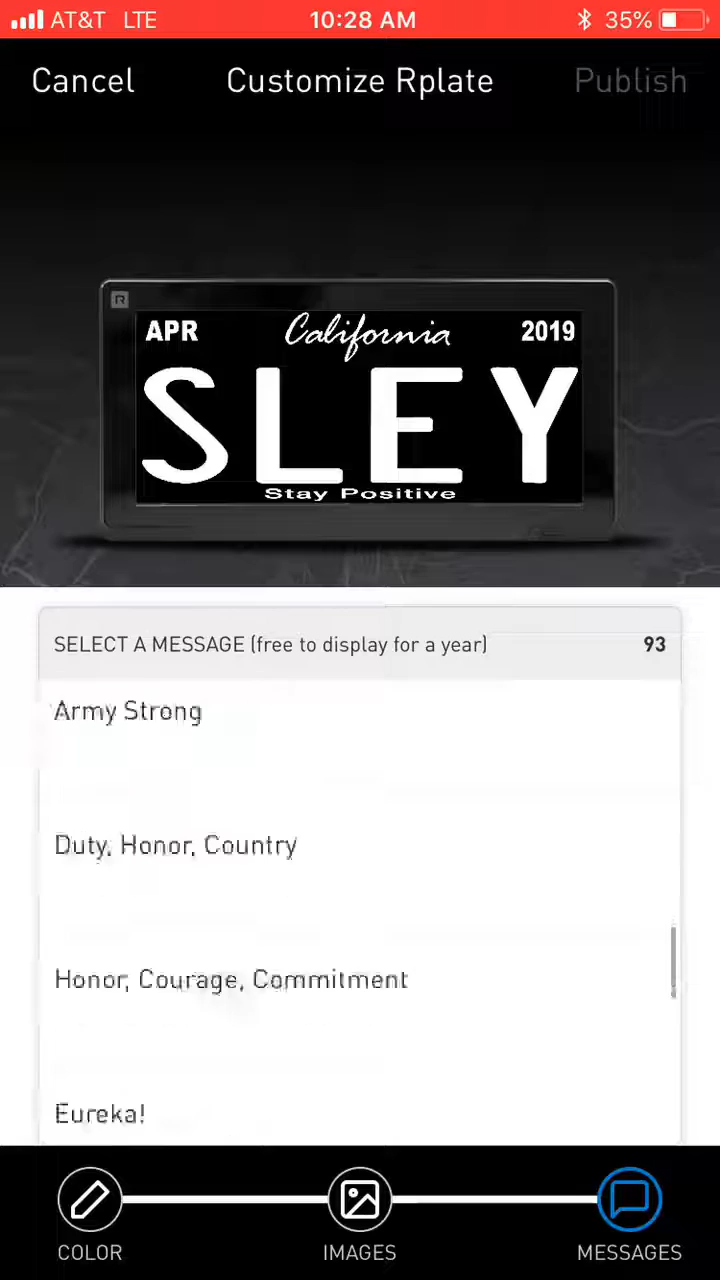 AT&T LTE 10:28 AM 35%
Cancel Customize Rplate Publish
R
APR California 2019
SLEY
Stay Positive
SELECT A MESSAGE (free to display for a year) 93
Army Strong
Duty, Honor, Country
Honor, Courage, Commitment
Eureka!
COLOR IMAGES MESSAGES